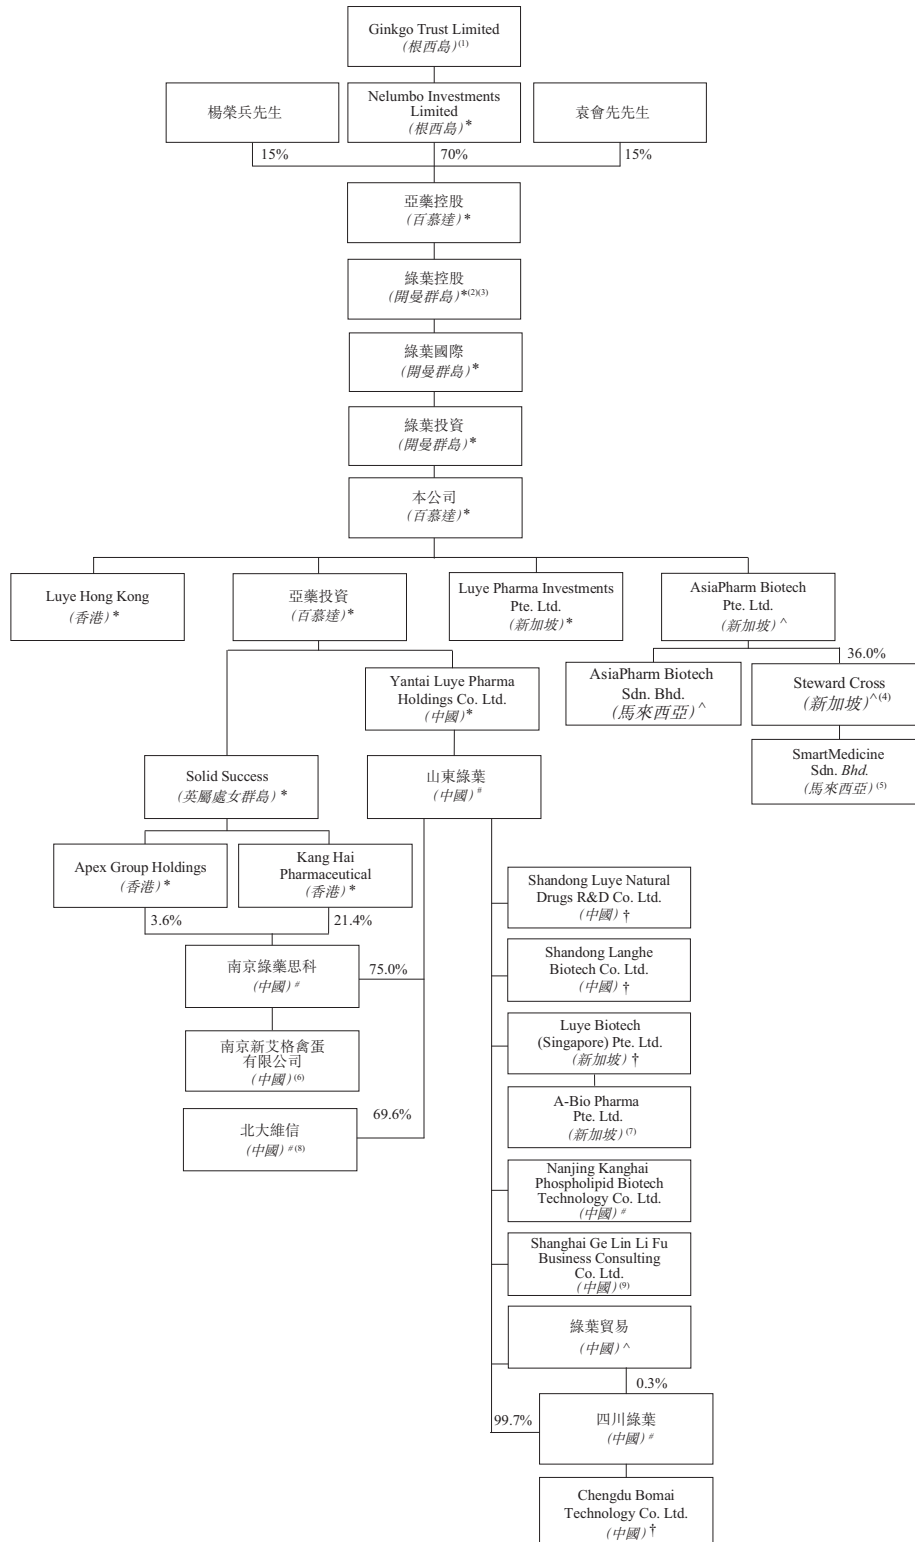 Ginkgo Trust Limited
(根西島)(1)
楊榮兵先生
Nelumbo Investments
Limited
(根西島)*
袁會先先生
15%
70%
15%
亞藥控股
(百慕達)*
綠葉控股
(開曼群島)*(2)(3)
綠葉國際
(開曼群島)*
綠葉投資
(開曼群島)*
本公司
(百慕達)*
Luye Hong Kong
(香港)*
亞藥投資
(百慕達)*
Luye Pharma Investments
Pte. Ltd.
(新加坡)*
AsiaPharm Biotech
Pte. Ltd.
(新加坡)^
36.0%
Yantai Luye Pharma
Holdings Co. Ltd.
(中國)*
AsiaPharm Biotech
Sdn. Bhd.
(馬來西亞)^
Steward Cross
(新加坡)^(4)
SmartMedicine
Sdn. Bhd.
(馬來西亞)(5)
Solid Success
(英屬處女群島)*
山東綠葉
(中國)#
Apex Group Holdings
(香港)*
Kang Hai
Pharmaceutical
(香港)*
3.6%
21.4%
南京綠藥思科
(中國)#
75.0%
南京新艾格禽蛋
有限公司
(中國)(6)
北大維信
(中國)#(8)
69.6%
Shandong Luye Natural
Drugs R&D Co. Ltd.
(中國)†
Shandong Langhe
Biotech Co. Ltd.
(中國)†
Luye Biotech
(Singapore) Pte. Ltd.
(新加坡)†
A-Bio Pharma
Pte. Ltd.
(新加坡)(7)
Nanjing Kanghai
Phospholipid Biotech
Technology Co. Ltd.
(中國)#
Shanghai Ge Lin Li Fu
Business Consulting
Co. Ltd.
(中國)(9)
綠葉貿易
(中國)^
0.3%
99.7%
四川綠葉
(中國)#
Chengdu Bomai
Technology Co. Ltd.
(中國)†